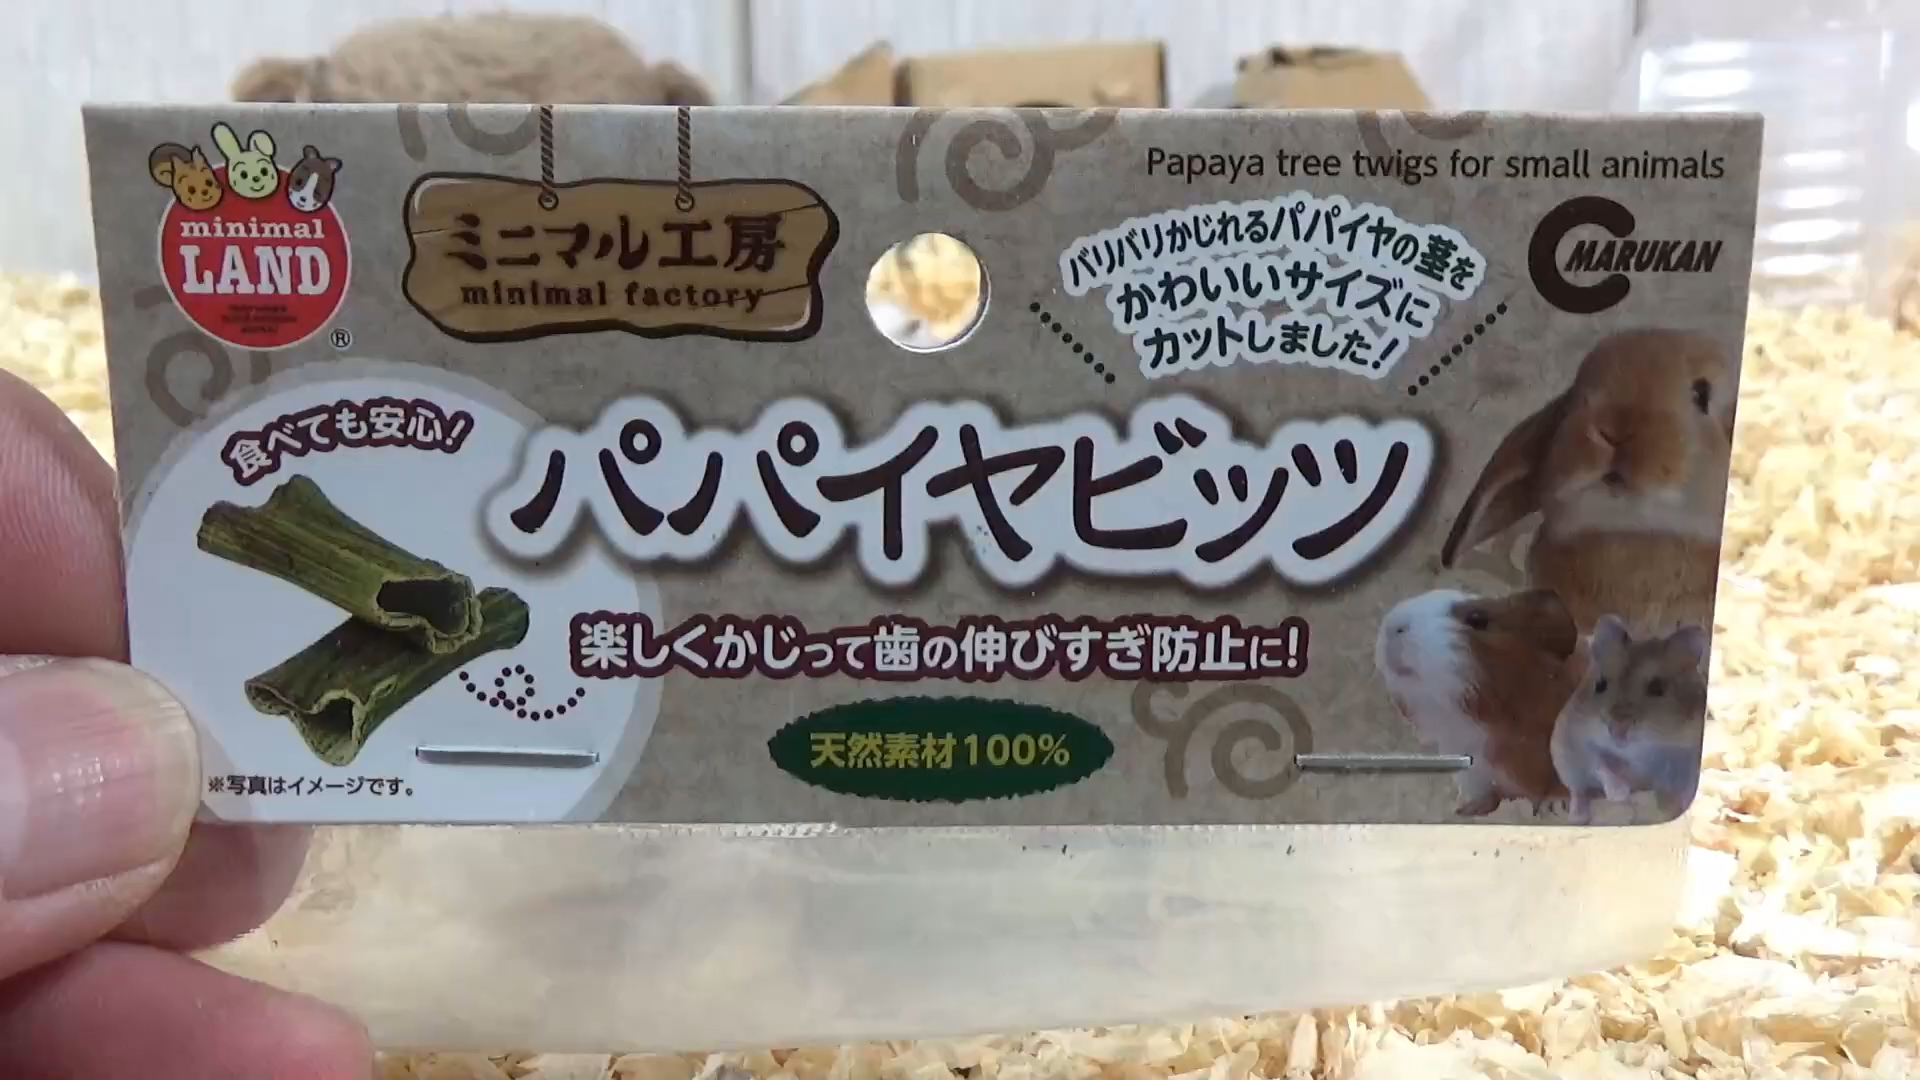 Papaya tree twigs for small animals
minimal
LAND
®
ミニマル工房
minimal factory
バリバリかじれるパパイヤの茎を
かわいいサイズに
カットしました!
MARUKAN
食べても安心!
パパイヤビッツ
楽しくかじって歯の伸びすぎ防止に!
天然素材100%
※写真はイメージです。